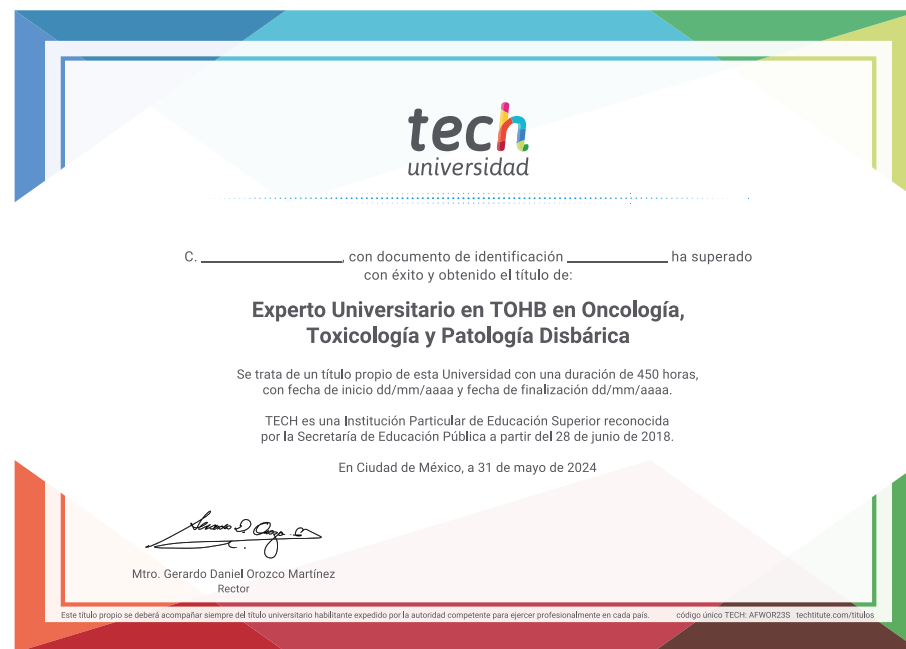 tech
universidad
C. ____________, con documento de identificación ____________ ha superado
con éxito y obtenido el título de:
Experto Universitario en TOHB en Oncología,
Toxicología y Patología Disbárica
Se trata de un título propio de esta Universidad con una duración de 450 horas,
con fecha de inicio dd/mm/aaaa y fecha de finalización dd/mm/aaaa.
TECH es una Institución Particular de Educación Superior reconocida
por la Secretaría de Educación Pública a partir del 28 de junio de 2018.
En Ciudad de México, a 31 de mayo de 2024
Mtro. Gerardo Daniel Orozco Martínez
Rector
Este título propio se deberá acompañar siempre del título universitario habilitante expedido por la autoridad competente para ejercer profesionalmente en cada país. código único TECH: AFWOR23S techtitute.com/titulos